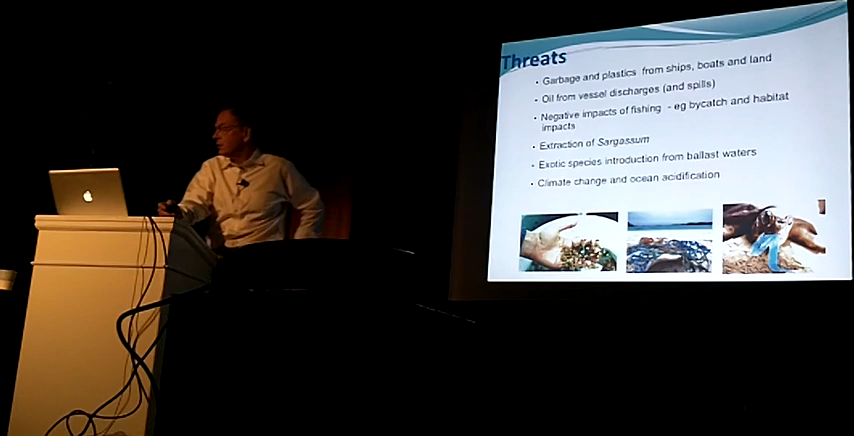 Threats
• Garbage and plastics from ships, boats and land
• Oil from vessel discharges (and spills)
• Negative impacts of fishing - eg bycatch and habitat
impacts
• Extraction of Sargassum
• Exotic species introduction from ballast waters
• Climate change and ocean acidification